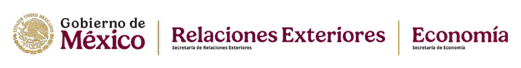 Gobierno de
México
Relaciones Exteriores
Secretaría de Relaciones Exteriores
Economía
Secretaría de Economía